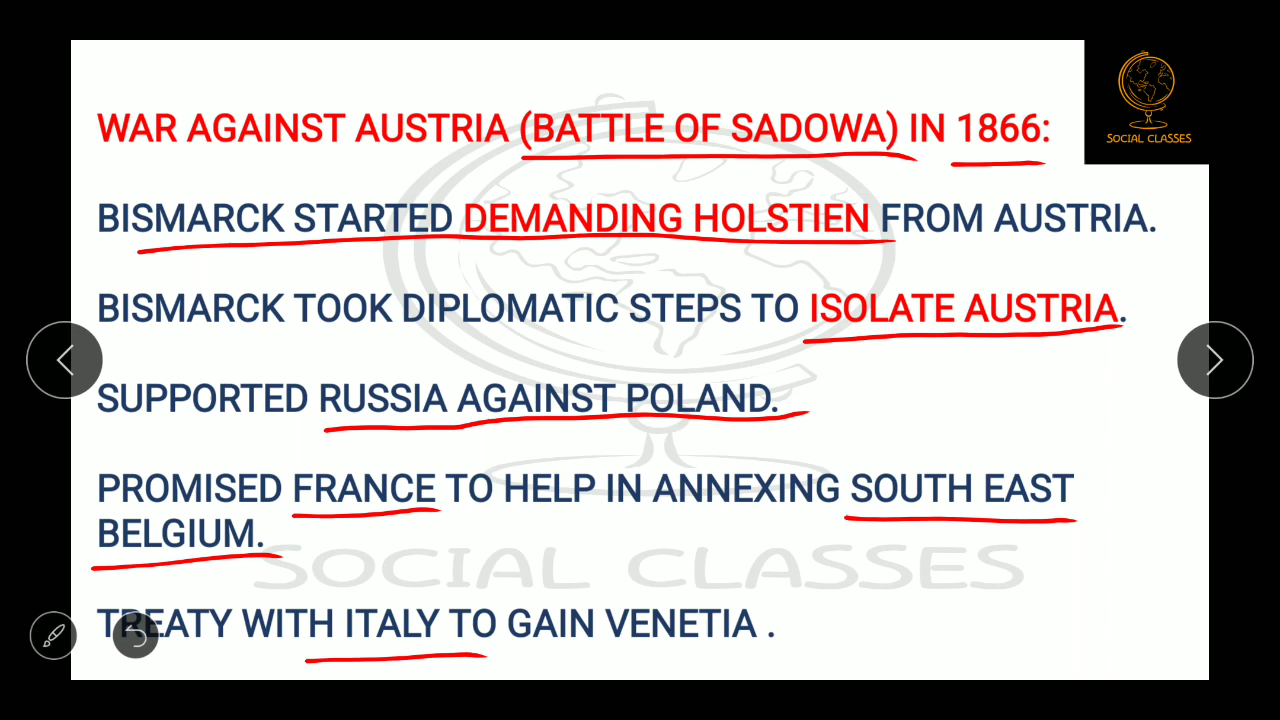 SOCIAL CLASSES
WAR AGAINST AUSTRIA (BATTLE OF SADOWA) IN 1866:
BISMARCK STARTED DEMANDING HOLSTIEN FROM AUSTRIA.
BISMARCK TOOK DIPLOMATIC STEPS TO ISOLATE AUSTRIA.
SUPPORTED RUSSIA AGAINST POLAND.
PROMISED FRANCE TO HELP IN ANNEXING SOUTH EAST
BELGIUM.
SOCIAL CLASSES
TREATY WITH ITALY TO GAIN VENETIA .